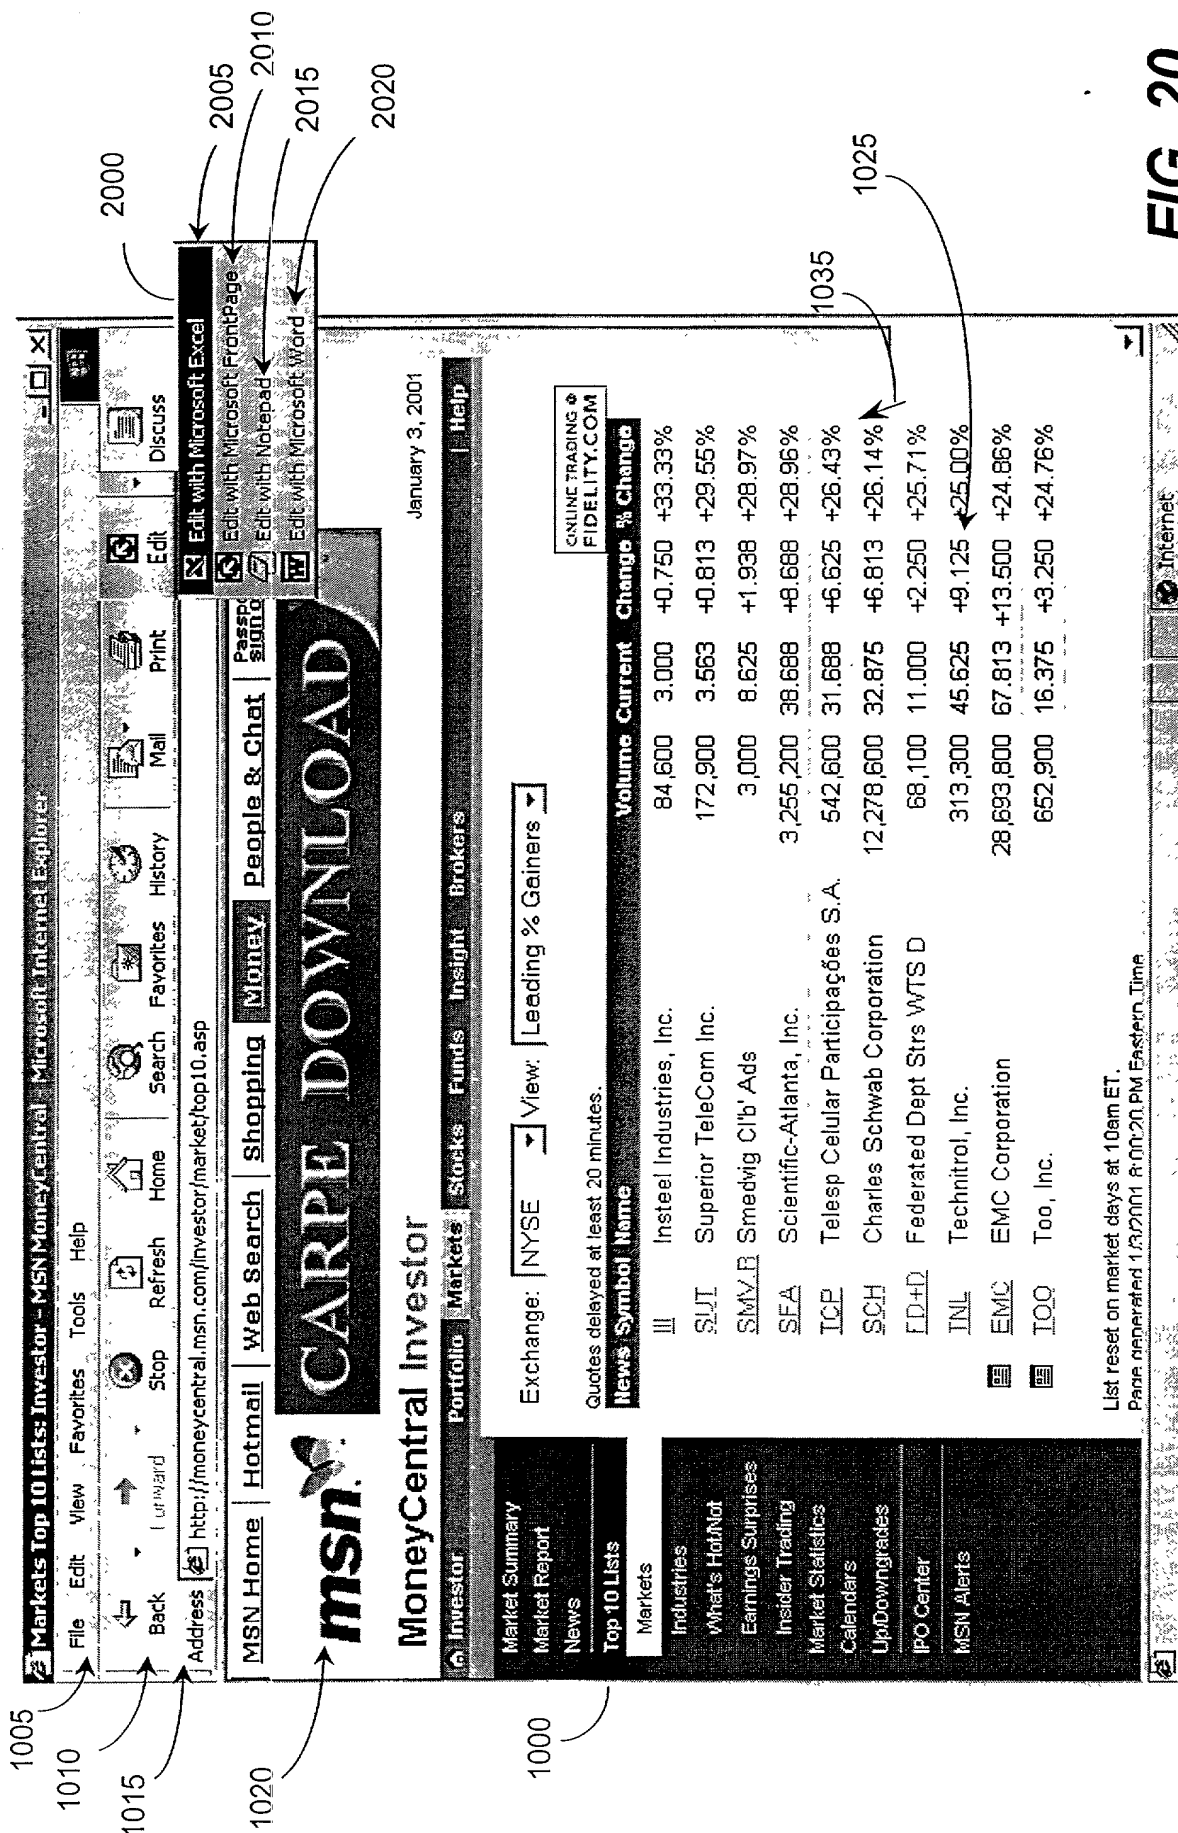 Markets Top 10 Lists: Investor - MSN MoneyCentral - Microsoft Internet Explorer
File Edit View Favorites Tools Help
Back Forward Stop Refresh Home Search Favorites History Mail Print Edit Discuss
Address http://moneycentral.msn.com/investor/market/top10.asp
Edit with Microsoft Excel
Edit with Microsoft FrontPage
Edit with Notepad
Edit with Microsoft Word
MSN Home Hotmail Web Search Shopping Money People & Chat
msn CARPE DOWNLOAD
MoneyCentral Investor
January 3, 2001
Investor Portfolio Markets Stocks Funds Insight Brokers Help
Market Summary
Market Report
News
Top 10 Lists
Markets
Industries
What's Hot/Not
Earnings Surprises
Insider Trading
Market Statistics
Calendars
Up/Downgrades
IPO Center
MSN Alerts
Exchange: NYSE View: Leading % Gainers
ONLINE TRADING @
FIDELITY.COM
Quotes delayed at least 20 minutes.
News Symbol Name Volume Current Change % Change
III Insteel Industries, Inc. 84,600 3.000 +0.750 +33.33%
SUT Superior TeleCom Inc. 172,900 3.563 +0.813 +29.55%
SMV.B Smedvig Cl'b' Ads 3,000 8.625 +1.938 +28.97%
SFA Scientific-Atlanta, Inc. 3,255,200 38.688 +8.688 +28.96%
TCP Telesp Celular Participações S.A. 542,600 31.688 +6.625 +26.43%
SCH Charles Schwab Corporation 12,278,600 32.875 +6.813 +26.14%
FD+D Federated Dept Strs WTS D 68,100 11.000 +2.250 +25.71%
TNL Technitrol, Inc. 313,300 45.625 +9.125 +25.00%
EMC EMC Corporation 28,693,800 67.813 +13.500 +24.86%
TOO Too, Inc. 652,900 16.375 +3.250 +24.76%
List reset on market days at 10am ET.
Page generated 1/3/2001 8:00:20 PM Eastern Time
Internet
1005
1010
1015
1020
1000
2000
2005
2010
2015
2020
1035
1025
FIG. 20